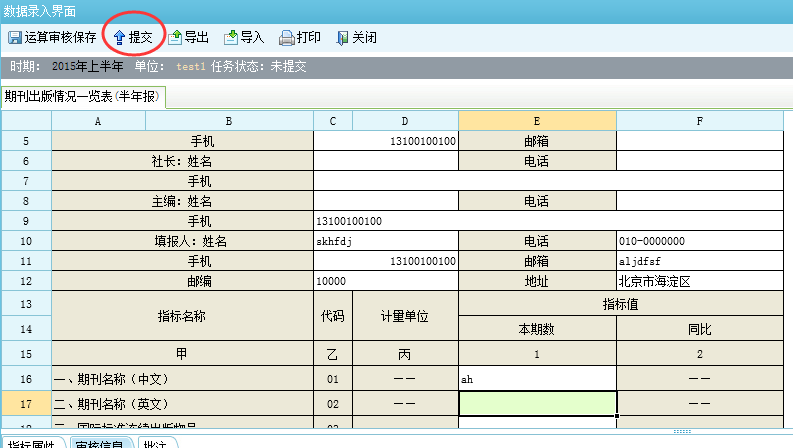 数据录入界面
运算审核保存 提交 导出 导入 打印 关闭
时期: 2015年上半年 单位: test1 任务状态: 未提交
期刊出版情况一览表(半年报)
A B C D E F
5 手机 13100100100 邮箱
6 社长: 姓名 电话
7 手机
8 主编: 姓名 电话
9 手机 13100100100
10 填报人: 姓名 skhfdj 电话 010-0000000
11 手机 13100100100 邮箱 aljdfsf
12 邮编 10000 地址 北京市海淀区
13 指标名称 代码 计量单位 指标值
14 本期数 同比
15 甲 乙 丙 1 2
16 一、期刊名称(中文) 01 —— ah ——
17 二、期刊名称(英文) 02 —— ——
指标属性 审核信息 批注